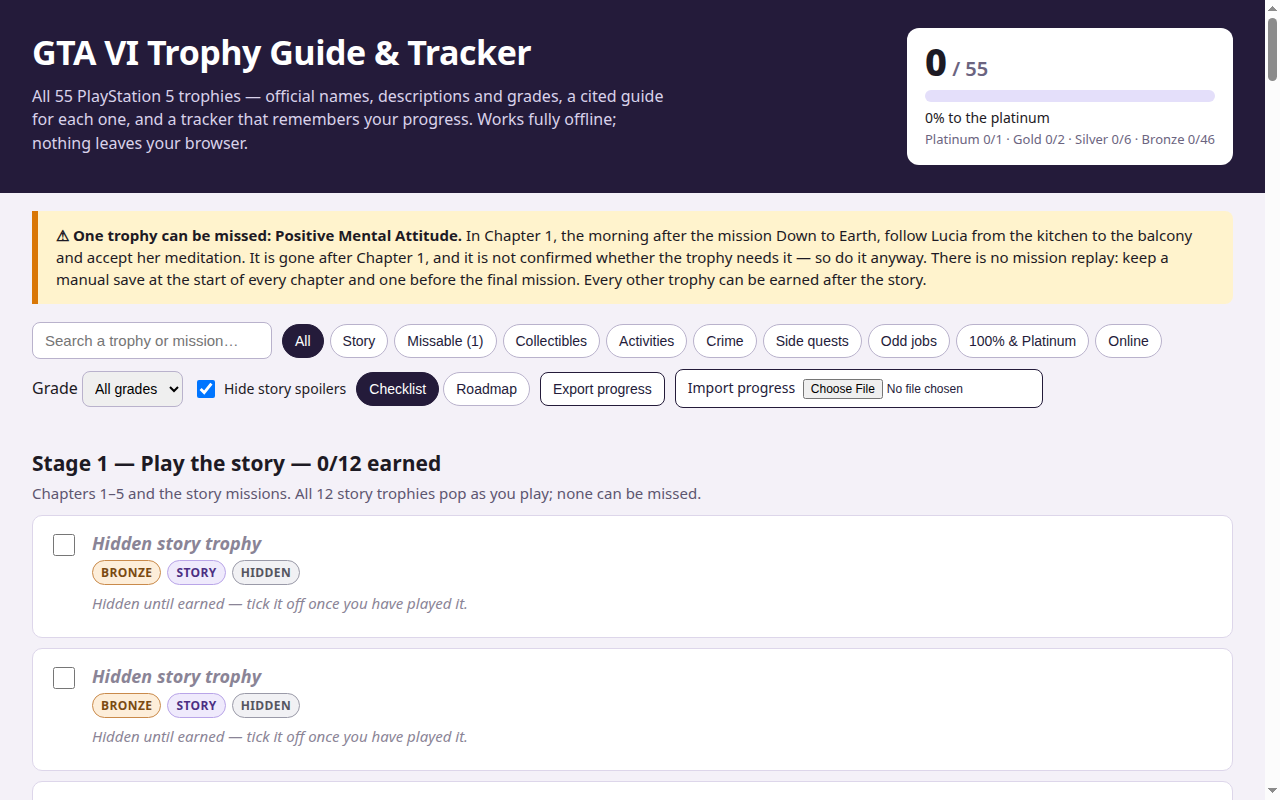 GTA VI Trophy Guide & Tracker
All 55 PlayStation 5 trophies — official names, descriptions and grades, a cited guide
for each one, and a tracker that remembers your progress. Works fully offline;
nothing leaves your browser.
0 / 55
0% to the platinum
Platinum 0/1 · Gold 0/2 · Silver 0/6 · Bronze 0/46
⚠ One trophy can be missed: Positive Mental Attitude. In Chapter 1, the morning after the mission Down to Earth, follow Lucia from the kitchen to the balcony
and accept her meditation. It is gone after Chapter 1, and it is not confirmed whether the trophy needs it — so do it anyway. There is no mission replay: keep a
manual save at the start of every chapter and one before the final mission. Every other trophy can be earned after the story.
Search a trophy or mission… All Story Missable (1) Collectibles Activities Crime Side quests Odd jobs 100% & Platinum Online
Grade All grades Hide story spoilers Checklist Roadmap Export progress Import progress Choose File No file chosen
Stage 1 — Play the story — 0/12 earned
Chapters 1–5 and the story missions. All 12 story trophies pop as you play; none can be missed.
Hidden story trophy
BRONZE STORY HIDDEN
Hidden until earned — tick it off once you have played it.
Hidden story trophy
BRONZE STORY HIDDEN
Hidden until earned — tick it off once you have played it.